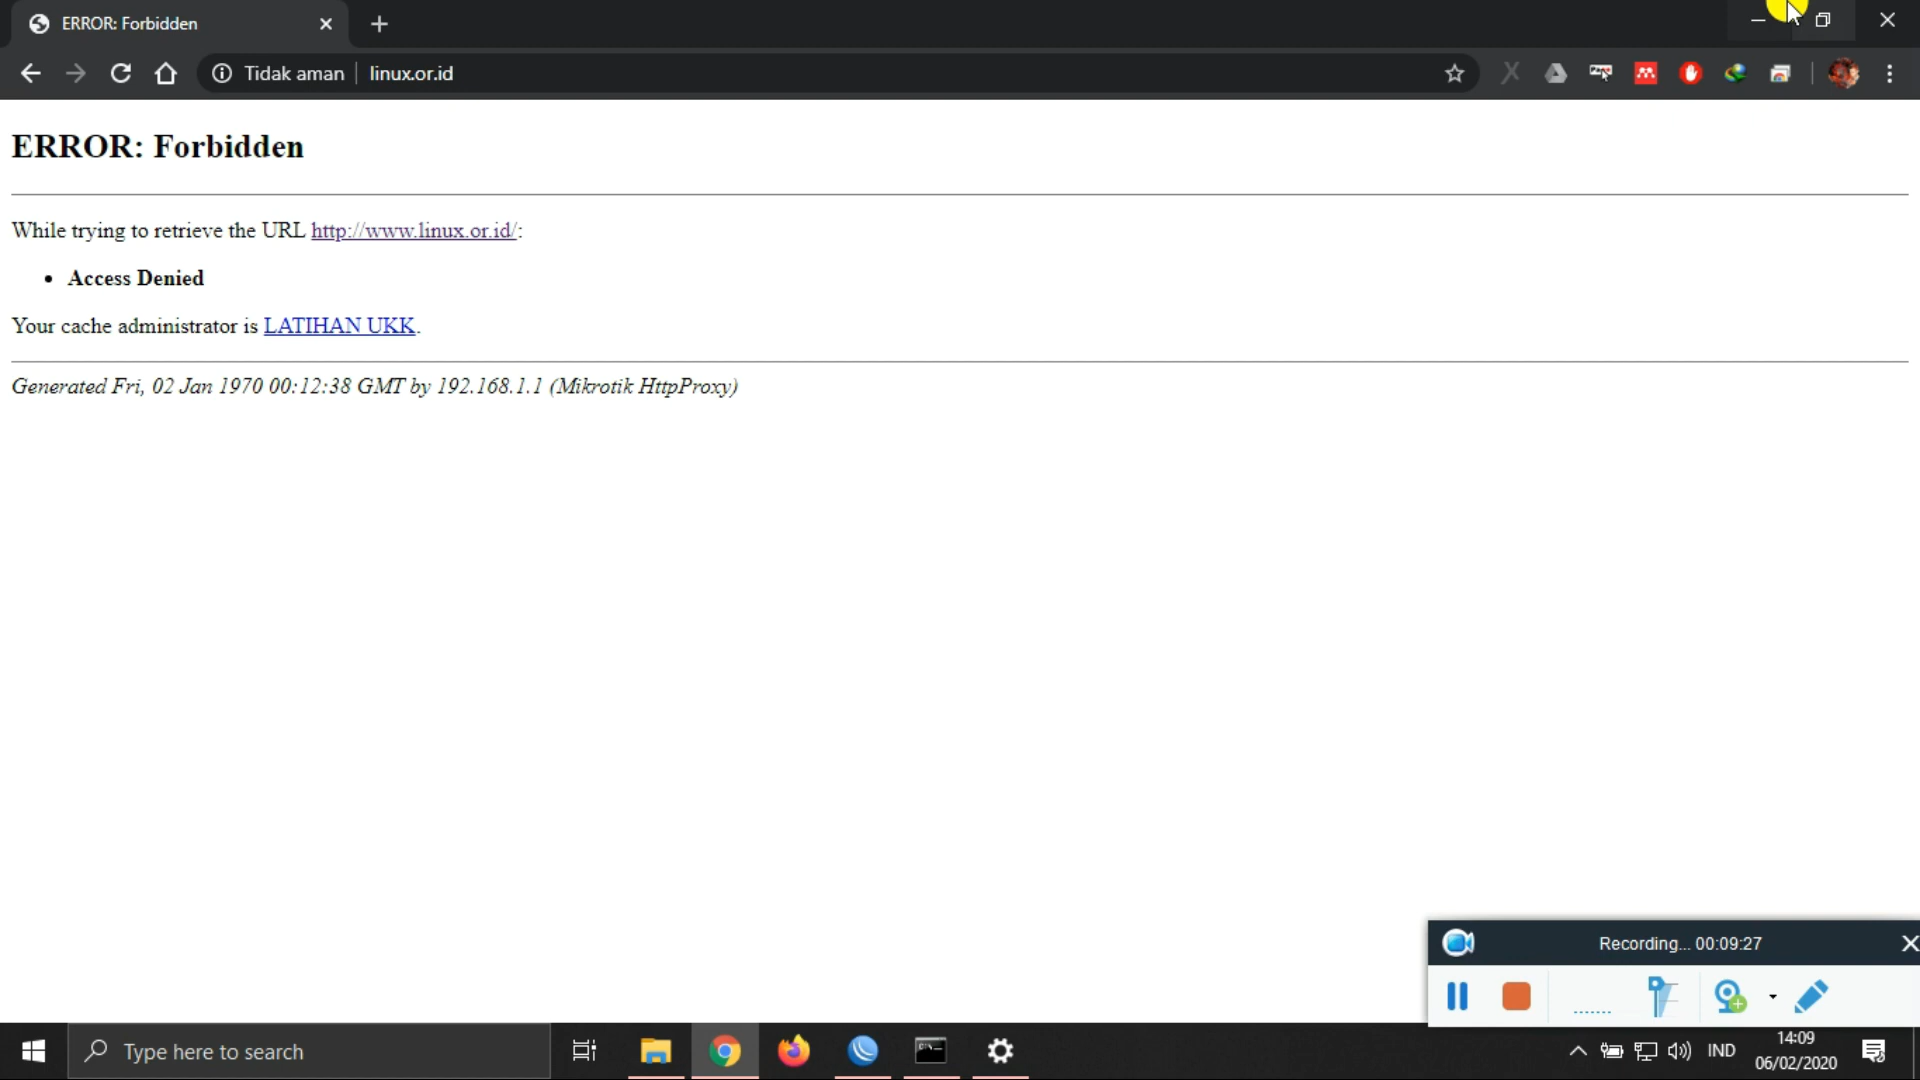 ERROR: Forbidden
Tidak aman
linux.or.id
ERROR: Forbidden
While trying to retrieve the URL http://www.linux.or.id/:
• Access Denied
Your cache administrator is LATIHAN UKK.
Generated Fri, 02 Jan 1970 00:12:38 GMT by 192.168.1.1 (Mikrotik HttpProxy)
Recording... 00:09:27
Type here to search
IND
14:09
06/02/2020